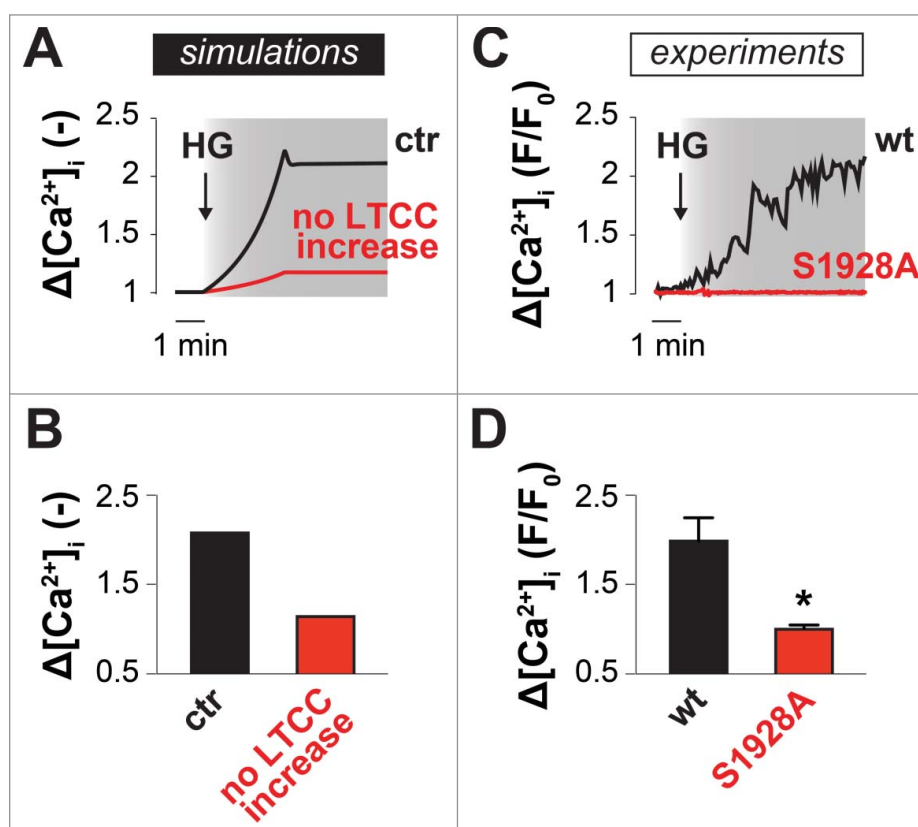 A
simulations
Δ[Ca²⁺]ᵢ (-)
2.5
2
1.5
1
HG
ctr
no LTCC
increase
1 min
C
experiments
Δ[Ca²⁺]ᵢ (F/F₀)
2.5
2
1.5
1
HG
wt
S1928A
1 min
B
Δ[Ca²⁺]ᵢ (-)
2.5
1.5
0.5
ctr
no LTCC
increase
D
Δ[Ca²⁺]ᵢ (F/F₀)
2.5
1.5
0.5
*
wt
S1928A